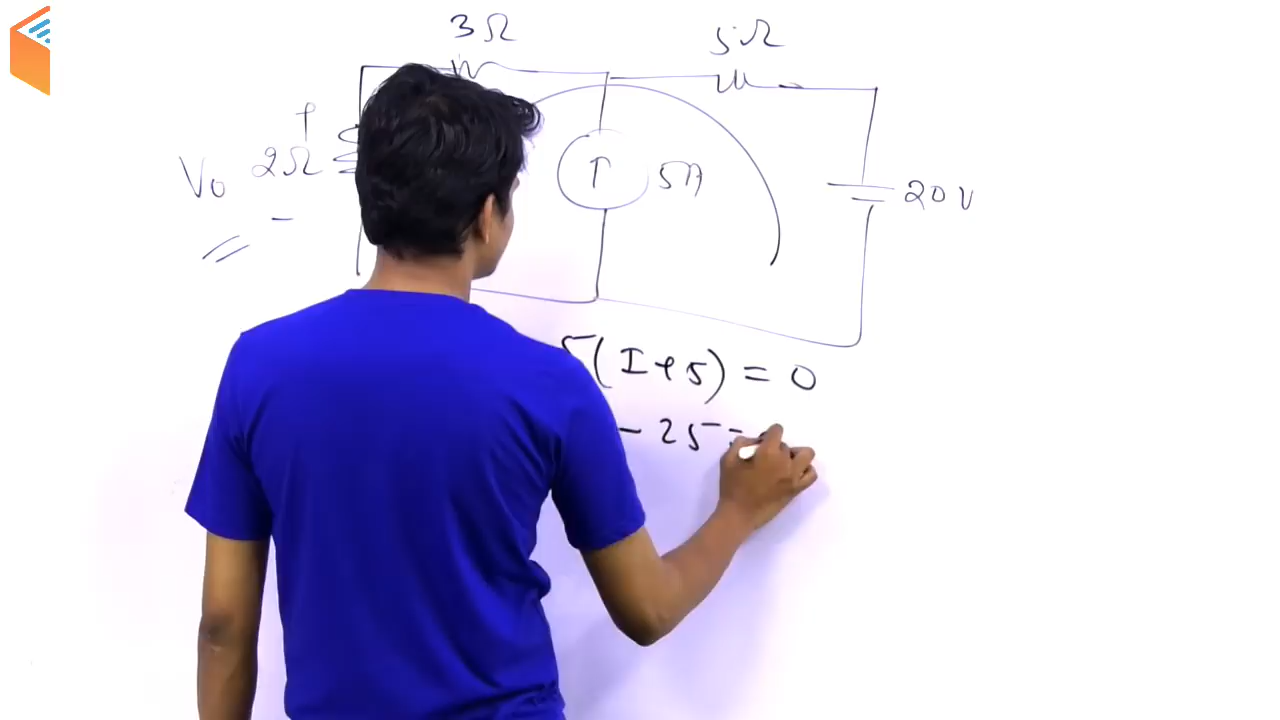 3Ω
5Ω
+
2Ω
Vo
-
5A
20V
5(I+5) = 0
- 25 =